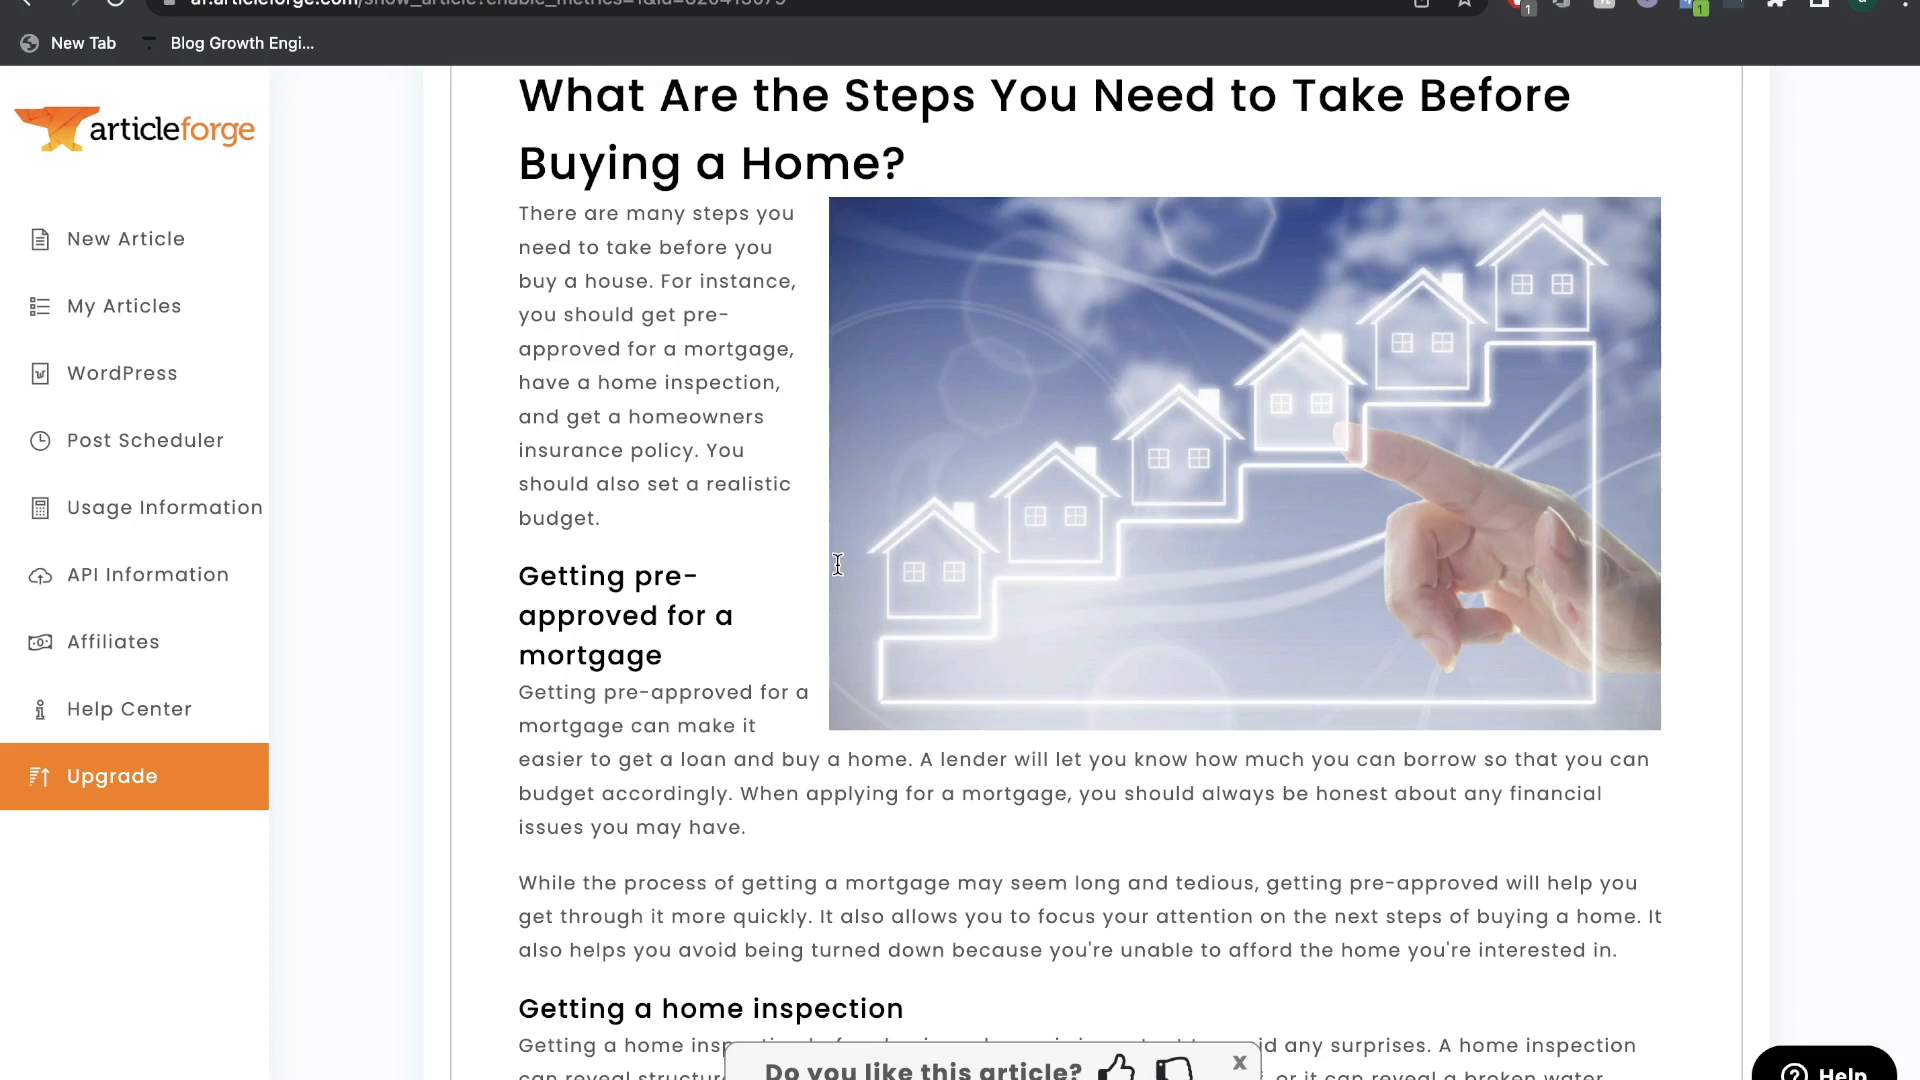 New Tab
Blog Growth Engi...
articleforge
New Article
My Articles
WordPress
Post Scheduler
Usage Information
API Information
Affiliates
Help Center
Upgrade
What Are the Steps You Need to Take Before
Buying a Home?
There are many steps you
need to take before you
buy a house. For instance,
you should get pre-
approved for a mortgage,
have a home inspection,
and get a homeowners
insurance policy. You
should also set a realistic
budget.
Getting pre-
approved for a
mortgage
Getting pre-approved for a
mortgage can make it
easier to get a loan and buy a home. A lender will let you know how much you can borrow so that you can
budget accordingly. When applying for a mortgage, you should always be honest about any financial
issues you may have.
While the process of getting a mortgage may seem long and tedious, getting pre-approved will help you
get through it more quickly. It also allows you to focus your attention on the next steps of buying a home. It
also helps you avoid being turned down because you're unable to afford the home you're interested in.
Getting a home inspection
Getting a home any surprises. A home inspection
can reveal or it can reveal a broken water
Do you like this article? x
Help
1
1